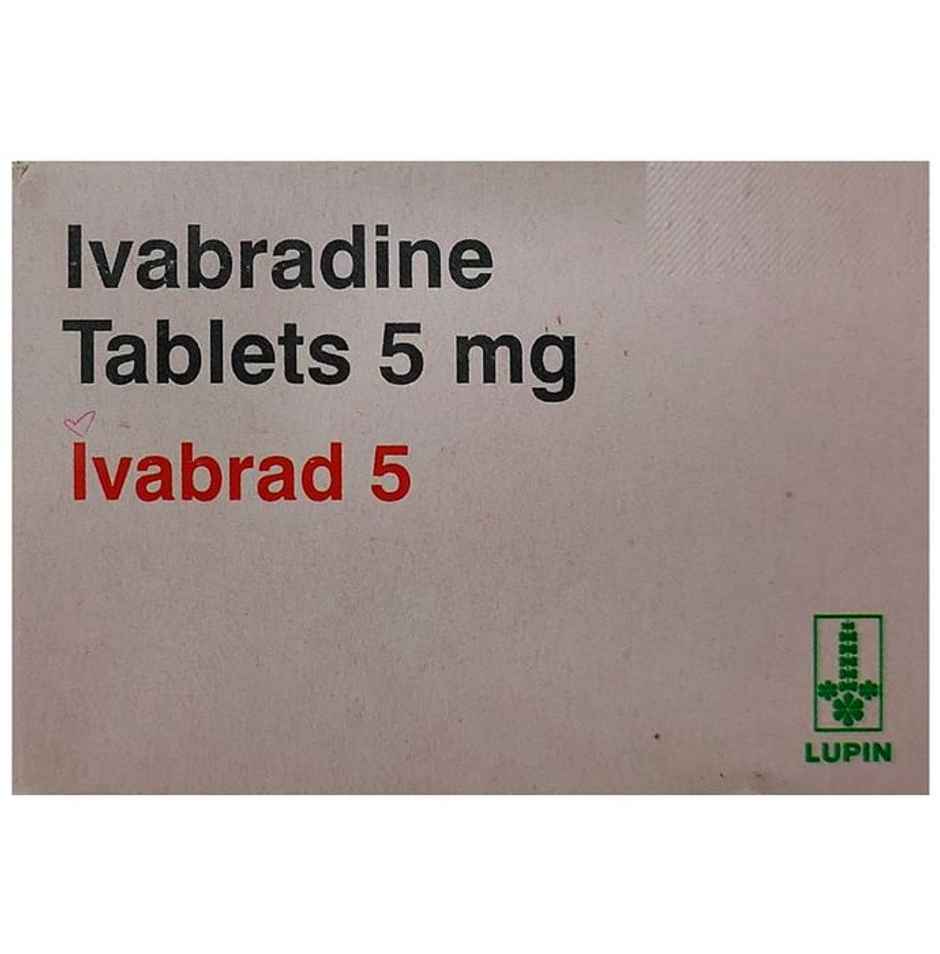 Ivabradine
Tablets 5 mg
Ivabrad 5
LUPIN